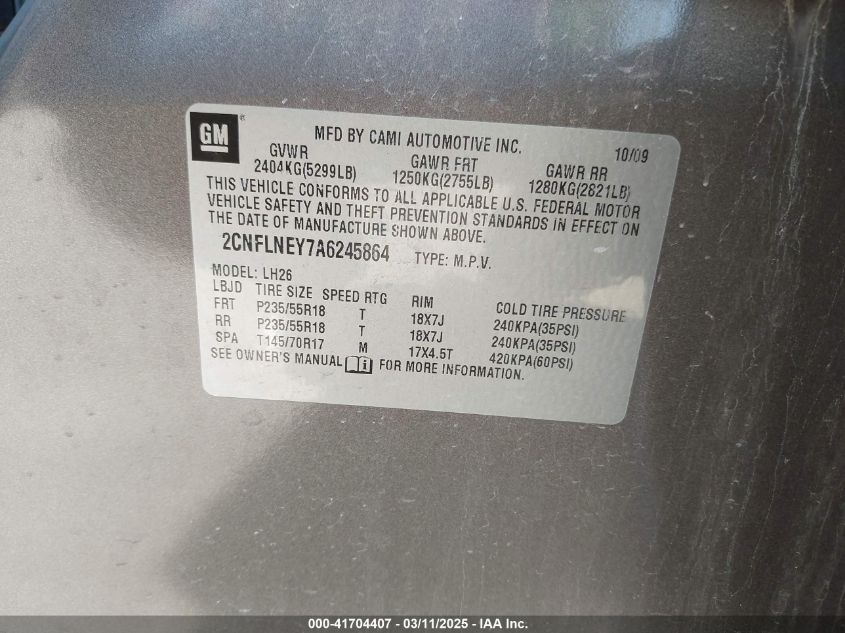 GM ®
MFD BY CAMI AUTOMOTIVE INC. 10/09
GVWR GAWR FRT GAWR RR
2404KG(5299LB) 1250KG(2755LB) 1280KG(2821LB)
THIS VEHICLE CONFORMS TO ALL APPLICABLE U.S. FEDERAL MOTOR
VEHICLE SAFETY AND THEFT PREVENTION STANDARDS IN EFFECT ON
THE DATE OF MANUFACTURE SHOWN ABOVE.
2CNFLNEY7A6245864 TYPE: M.P.V.
MODEL: LH26
LBJD TIRE SIZE SPEED RTG RIM COLD TIRE PRESSURE
FRT P235/55R18 T 18X7J 240KPA(35PSI)
RR P235/55R18 T 18X7J 240KPA(35PSI)
SPA T145/70R17 M 17X4.5T 420KPA(60PSI)
SEE OWNER'S MANUAL FOR MORE INFORMATION.
000-41704407 / 03/11/2025 - IAA Inc.